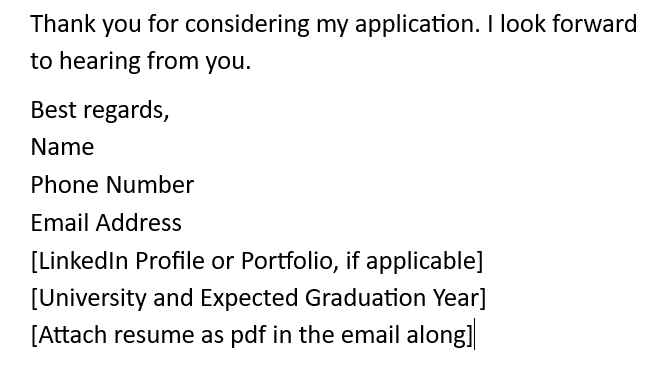 Thank you for considering my application. I look forward
to hearing from you.
Best regards,
Name
Phone Number
Email Address
[LinkedIn Profile or Portfolio, if applicable]
[University and Expected Graduation Year]
[Attach resume as pdf in the email along]